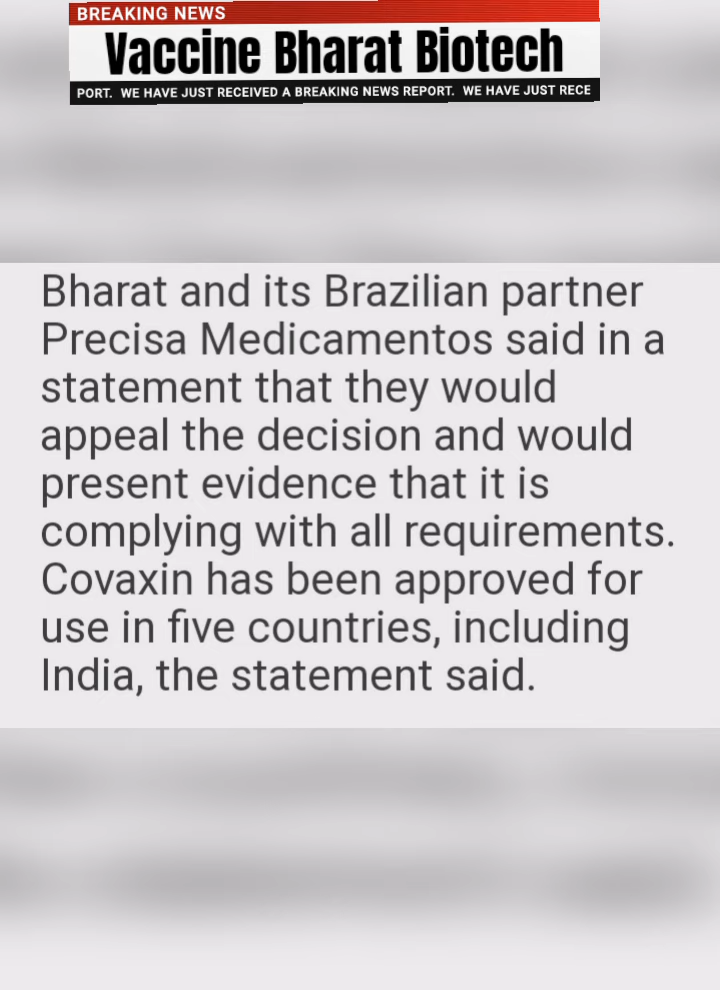 BREAKING NEWS
Vaccine Bharat Biotech
PORT. WE HAVE JUST RECEIVED A BREAKING NEWS REPORT. WE HAVE JUST RECE
Bharat and its Brazilian partner
Precisa Medicamentos said in a
statement that they would
appeal the decision and would
present evidence that it is
complying with all requirements.
Covaxin has been approved for
use in five countries, including
India, the statement said.